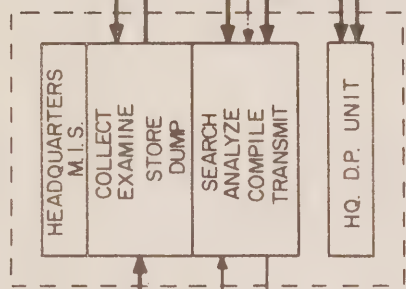 HEADQUARTERS
M.I.S.
COLLECT
EXAMINE
STORE
DUMP
SEARCH
ANALYZE
COMPILE
TRANSMIT
HQ. D.P. UNIT